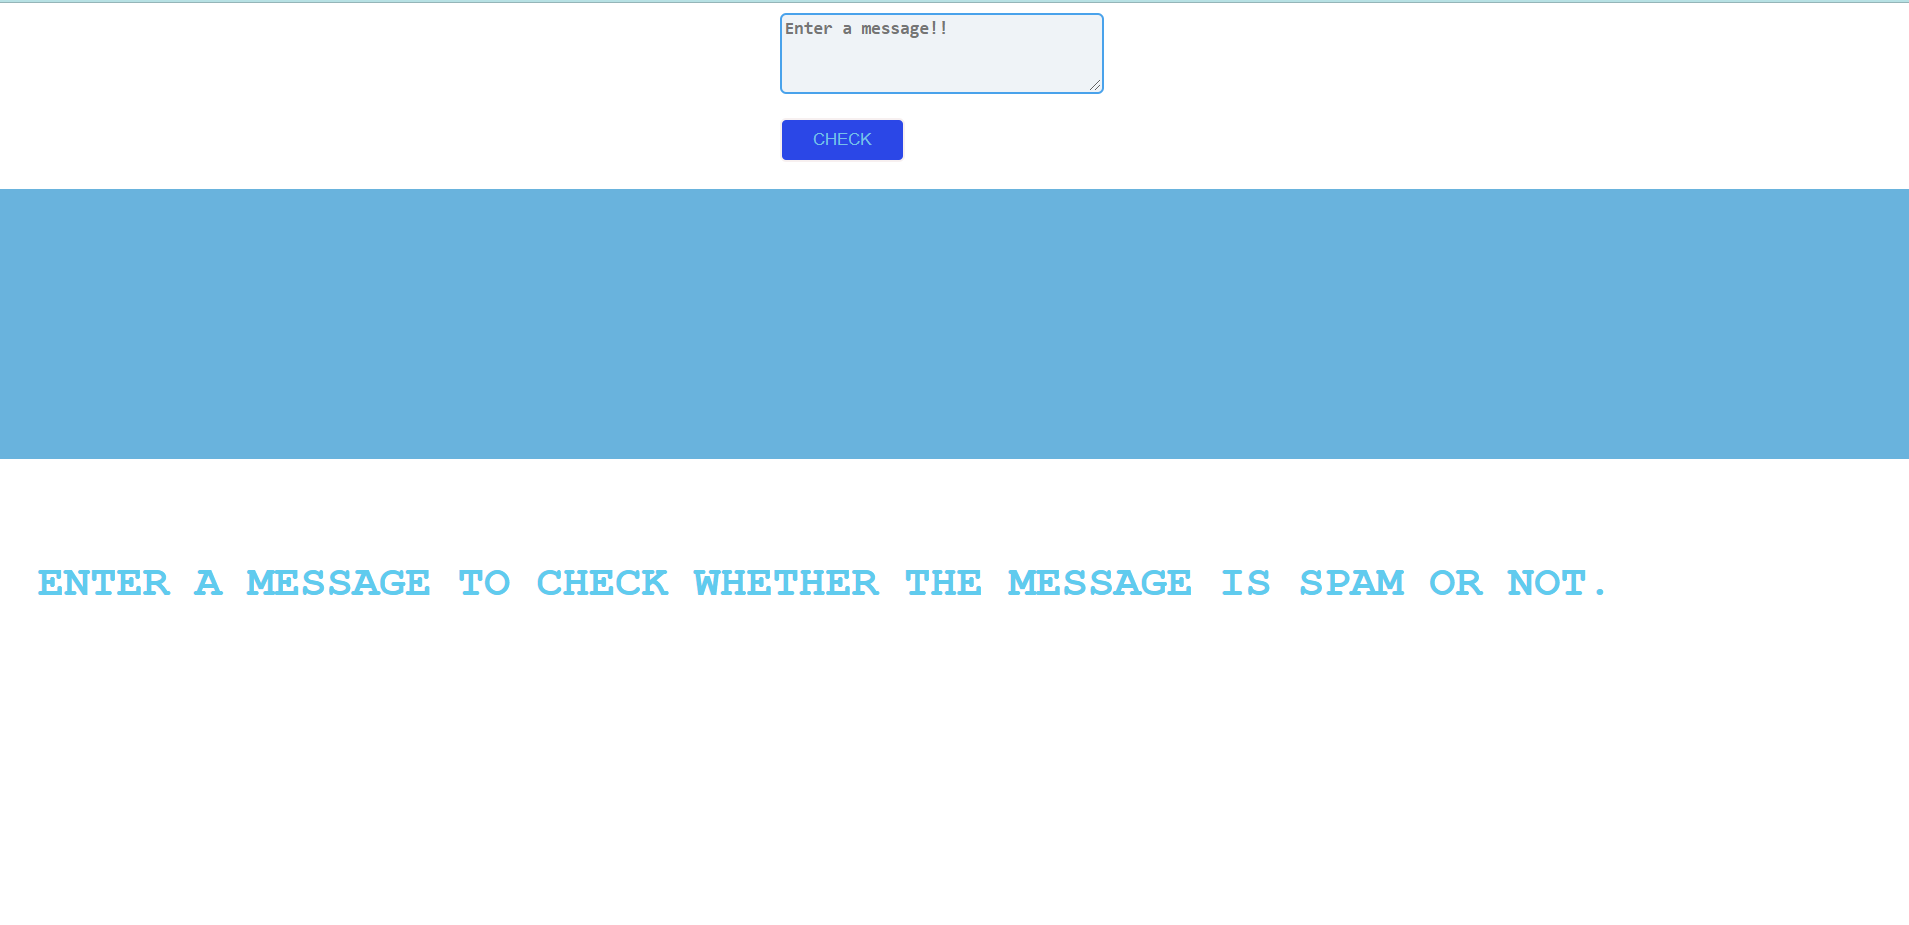 Enter a message!!
CHECK
ENTER A MESSAGE TO CHECK WHETHER THE MESSAGE IS SPAM OR NOT.